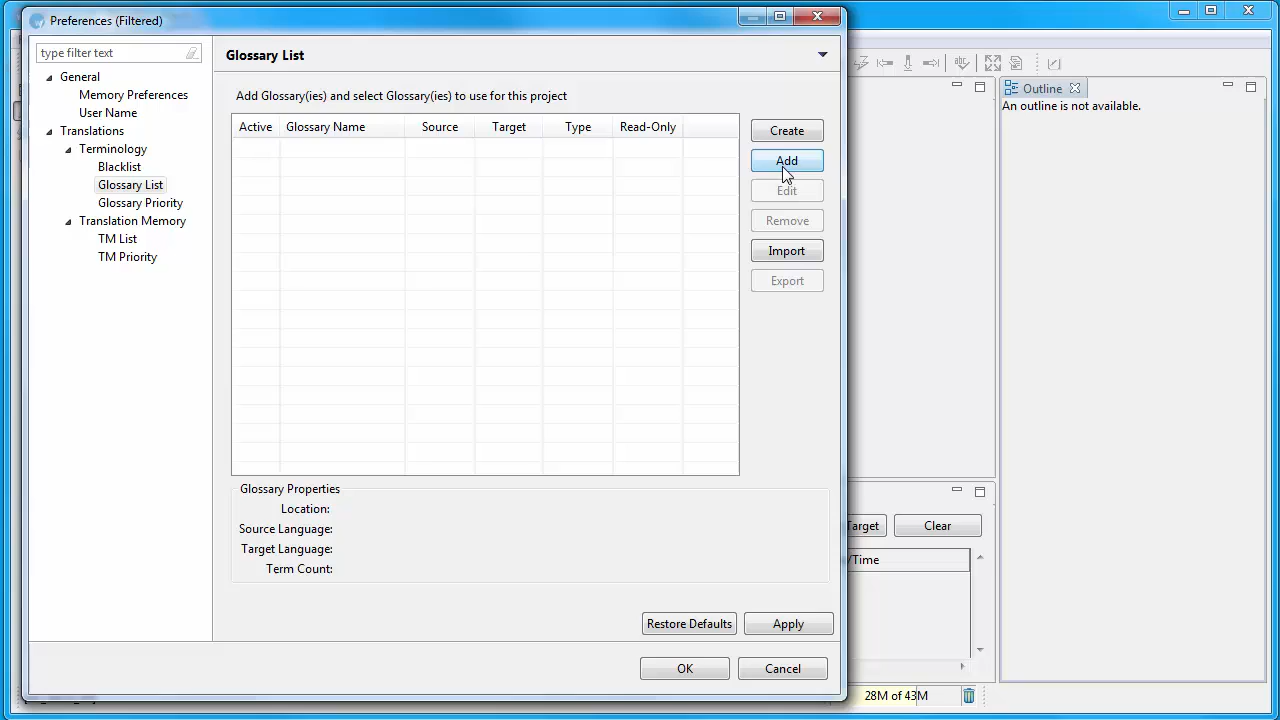 Preferences (Filtered)
type filter text
General
Memory Preferences
User Name
Translations
Terminology
Blacklist
Glossary List
Glossary Priority
Translation Memory
TM List
TM Priority
Glossary List
Add Glossary(ies) and select Glossary(ies) to use for this project
Active Glossary Name Source Target Type Read-Only
Create
Add
Edit
Remove
Import
Export
Glossary Properties
Location:
Source Language:
Target Language:
Term Count:
Restore Defaults Apply
OK Cancel
Outline
An outline is not available.
Target Clear
/Time
28M of 43M